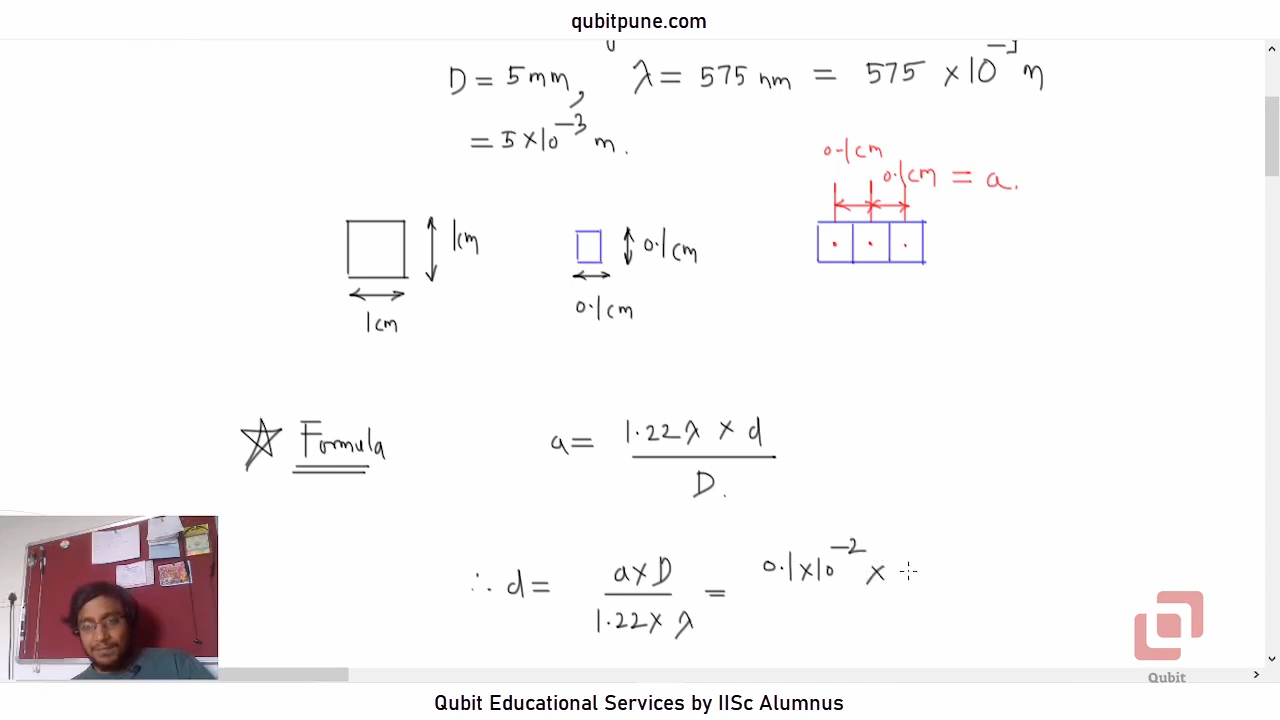 qubitpune.com
D = 5mm, λ = 575 nm = 575 ×10 m
= 5×10⁻³ m.
0.1cm
0.1cm = a.
1cm
0.1cm
0.1cm
1cm
Formula a = 1.22λ × d / D.
∴ d = a×D / 1.22× λ = 0.1×10⁻² ×
Qubit
Qubit Educational Services by IISc Alumnus